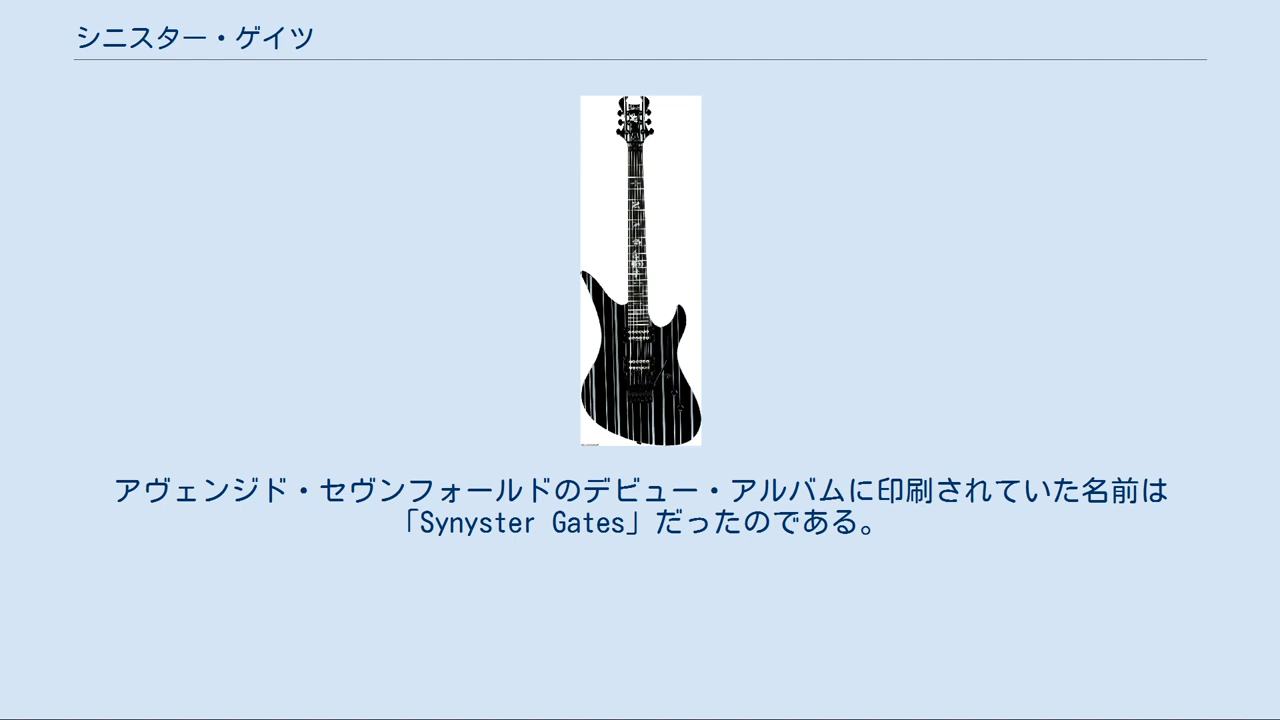 シニスター・ゲイツ
アヴェンジド・セヴンフォールドのデビュー・アルバムに印刷されていた名前は
「Synyster Gates」だったのである。